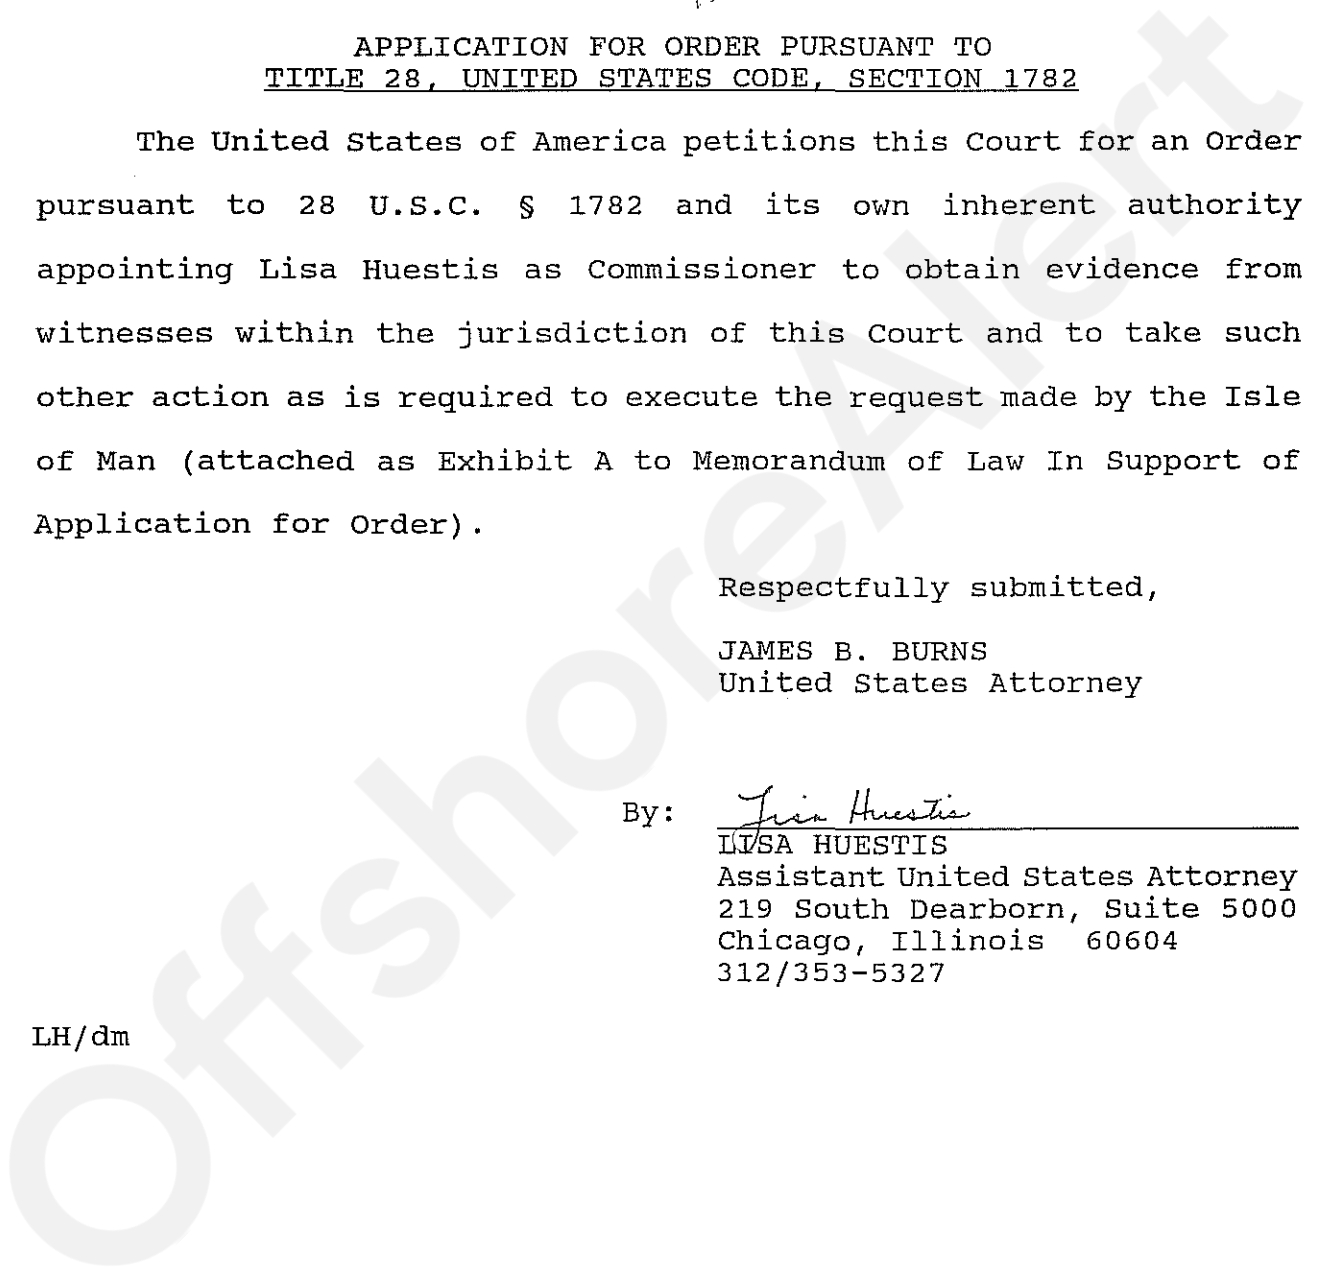 APPLICATION FOR ORDER PURSUANT TO
TITLE 28, UNITED STATES CODE, SECTION 1782
The United States of America petitions this Court for an Order
pursuant to 28 U.S.C. § 1782 and its own inherent authority
appointing Lisa Huestis as Commissioner to obtain evidence from
witnesses within the jurisdiction of this Court and to take such
other action as is required to execute the request made by the Isle
of Man (attached as Exhibit A to Memorandum of Law In Support of
Application for Order).
Respectfully submitted,
JAMES B. BURNS
United States Attorney
By: Lisa Huestis
LISA HUESTIS
Assistant United States Attorney
219 South Dearborn, Suite 5000
Chicago, Illinois 60604
312/353-5327
LH/dm
OffshoreAlert